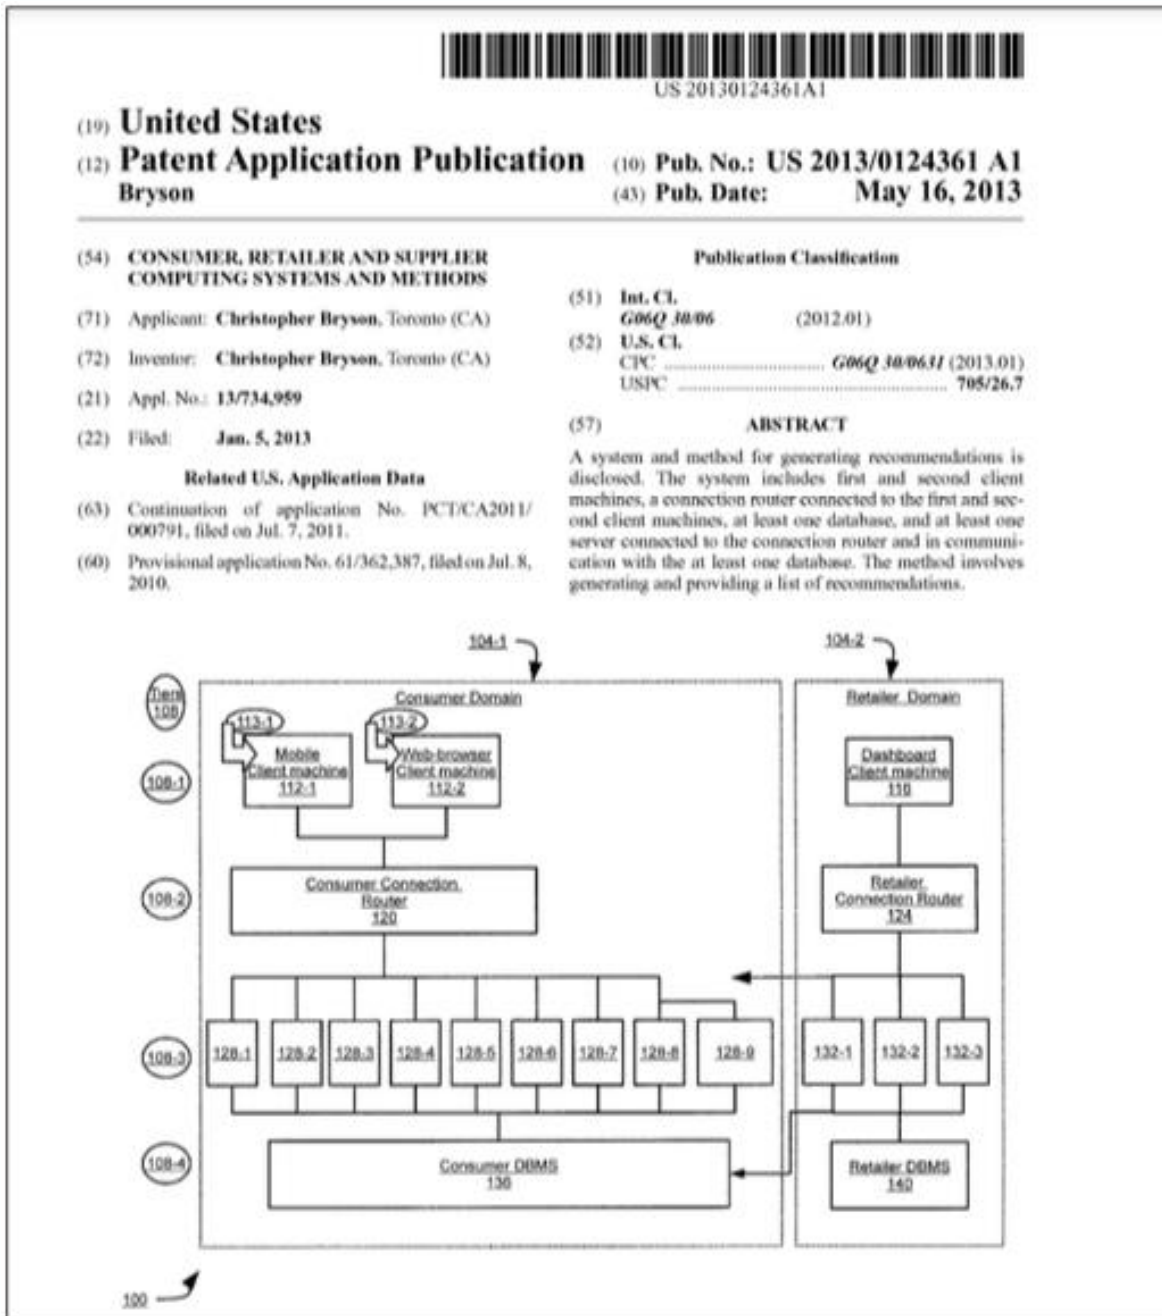 US 20130124361A1
(19) United States
(12) Patent Application Publication
Bryson
(10) Pub. No.: US 2013/0124361 A1
(43) Pub. Date: May 16, 2013
(54) CONSUMER, RETAILER AND SUPPLIER
COMPUTING SYSTEMS AND METHODS
(71) Applicant: Christopher Bryson, Toronto (CA)
(72) Inventor: Christopher Bryson, Toronto (CA)
(21) Appl. No.: 13/734,959
(22) Filed: Jan. 5, 2013
Related U.S. Application Data
(63) Continuation of application No. PCT/CA2011/
000791, filed on Jul. 7, 2011.
(60) Provisional application No. 61/362,387, filed on Jul. 8,
2010.
Publication Classification
(51) Int. Cl.
G06Q 30/06 (2012.01)
(52) U.S. Cl.
CPC .............................. G06Q 30/0631 (2013.01)
USPC .................................................. 705/26.7
(57) ABSTRACT
A system and method for generating recommendations is
disclosed. The system includes first and second client
machines, a connection router connected to the first and sec-
ond client machines, at least one database, and at least one
server connected to the connection router and in communi-
cation with the at least one database. The method involves
generating and providing a list of recommendations.
104-1
104-2
Tiers
108
Consumer Domain
Retailer Domain
113-1
113-2
108-1
Mobile
Client machine
112-1
Web-browser
Client machine
112-2
Dashboard
Client machine
116
108-2
Consumer Connection
Router
120
Retailer
Connection Router
124
108-3
128-1
128-2
128-3
128-4
128-5
128-6
128-7
128-8
128-9
132-1
132-2
132-3
108-4
Consumer DBMS
136
Retailer DBMS
140
100